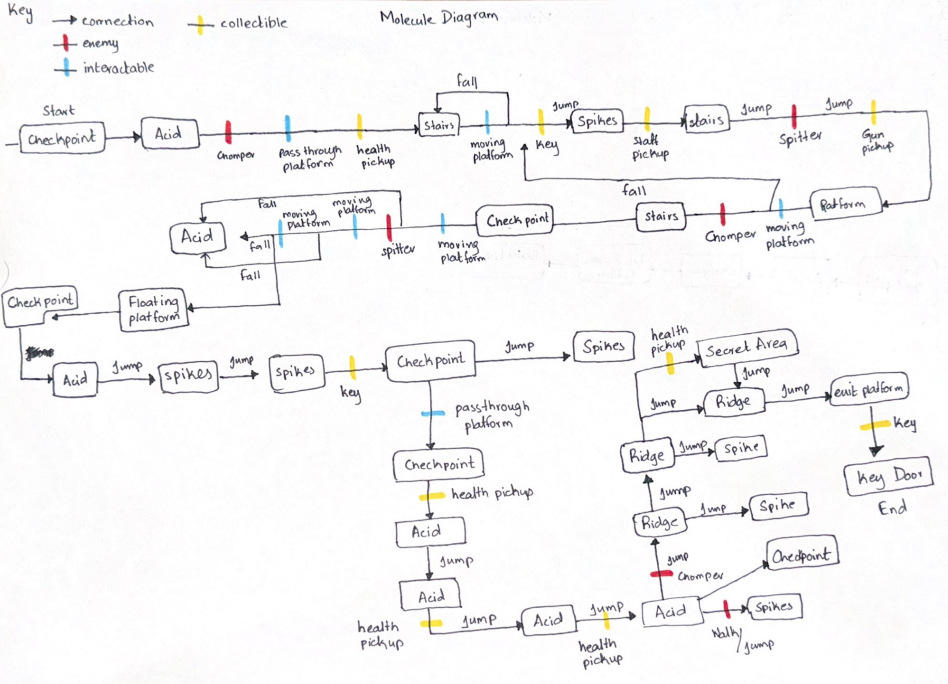 Key
connection
enemy
interactable
collectible
Molecule Diagram
Start
Checkpoint
Acid
Chomper
Pass through
platform
health
pickup
Stairs
fall
moving
platform
Key
Jump
Spikes
Staff
pickup
stairs
Jump
Spitter
Jump
Gun
pickup
Platform
moving
platform
fall
Chomper
Stairs
Checkpoint
moving
platform
spitter
moving
platform
moving
platform
Fall
fall
Fall
Acid
Floating
platform
Checkpoint
Acid
Jump
spikes
Jump
spikes
key
Checkpoint
Jump
Spikes
passthrough
platform
Checkpoint
health pickup
Acid
Jump
Acid
health
pickup
Jump
Acid
Jump
health
pickup
Acid
Walk/
Jump
Spikes
Checkpoint
Jump
Chomper
Ridge
Jump
Spike
Jump
Ridge
Jump
Spike
Jump
health
pickup
Secret Area
Jump
Ridge
Jump
exit platform
Key
Key Door
End